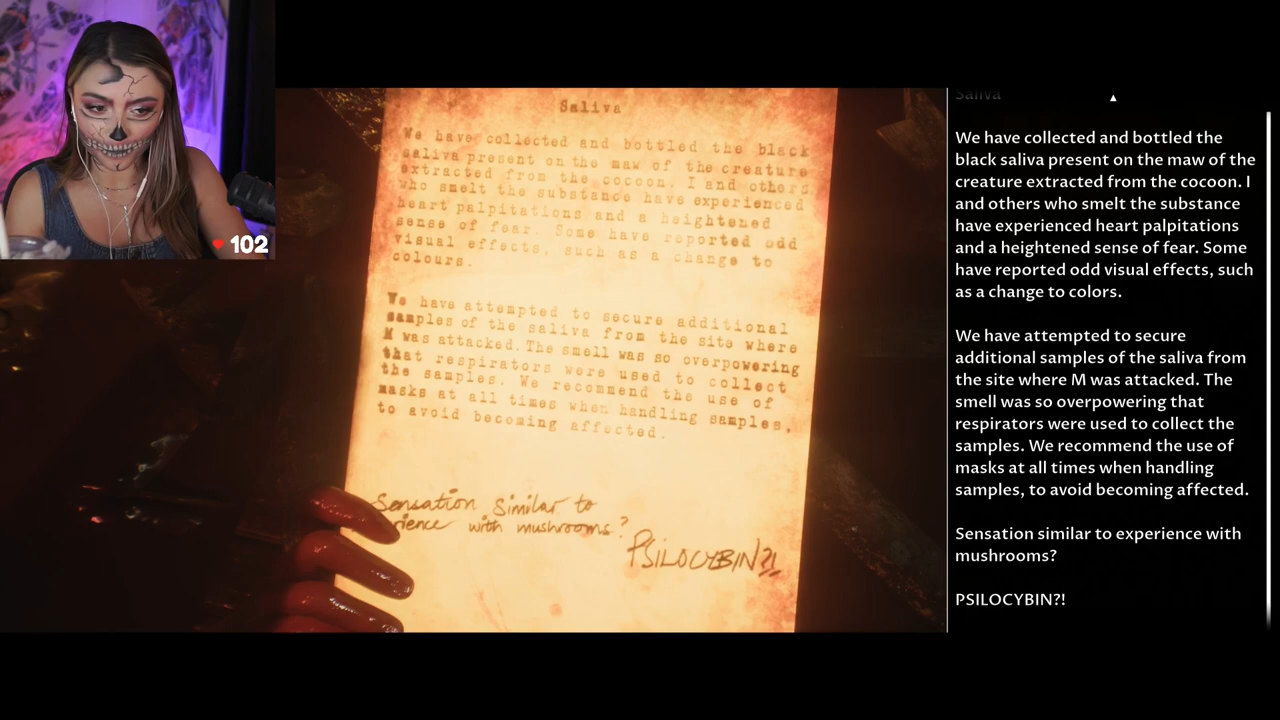 102
Saliva
We have collected and bottled the black
saliva present on the maw of the creature
extracted from the cocoon. I and others
who smelt the substance have experienced
heart palpitations and a heightened
sense of fear. Some have reported odd
visual effects, such as a change to
colours.
We have attempted to secure additional
samples of the saliva from the site where
M was attacked. The smell was so overpowering
that respirators were used to collect
the samples. We recommend the use of
masks at all times when handling samples,
to avoid becoming affected.
Sensation similar to
rience with mushrooms?
PSILOCYBIN?!
Saliva
We have collected and bottled the
black saliva present on the maw of the
creature extracted from the cocoon. I
and others who smelt the substance
have experienced heart palpitations
and a heightened sense of fear. Some
have reported odd visual effects, such
as a change to colors.
We have attempted to secure
additional samples of the saliva from
the site where M was attacked. The
smell was so overpowering that
respirators were used to collect the
samples. We recommend the use of
masks at all times when handling
samples, to avoid becoming affected.
Sensation similar to experience with
mushrooms?
PSILOCYBIN?!